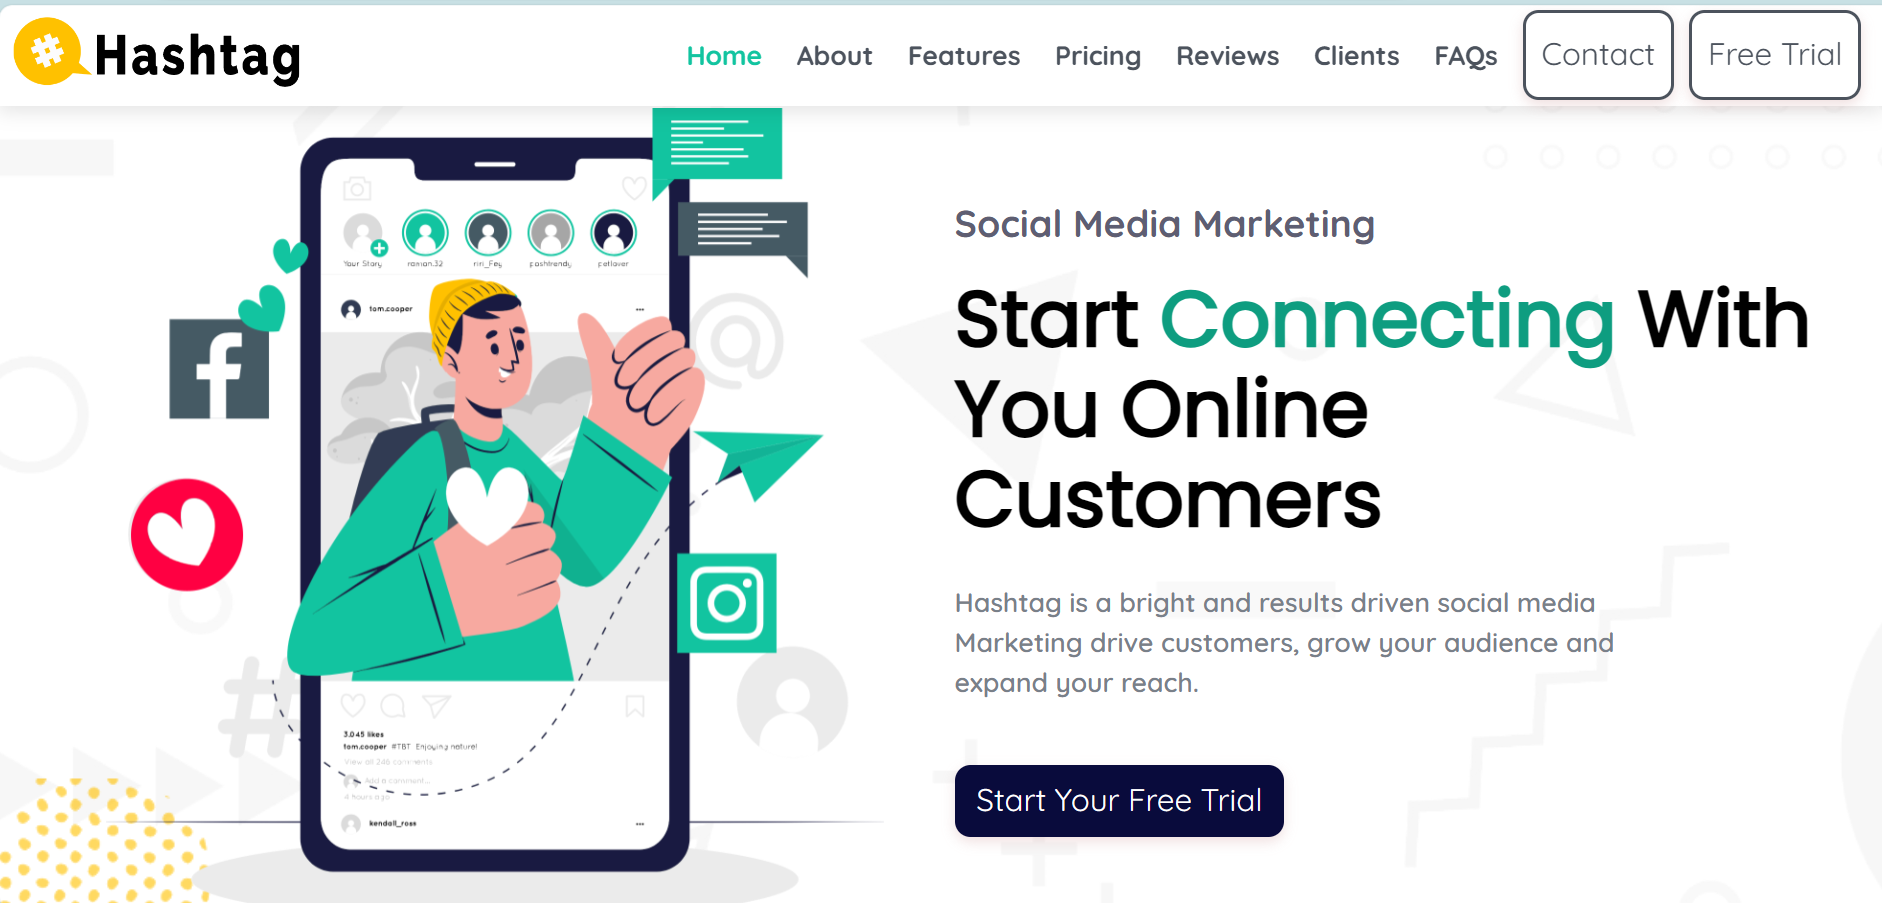 Hashtag
Home About Features Pricing Reviews Clients FAQs Contact Free Trial
Your Story ronian.32 riri_Fey poshtrendy petlover
tom.cooper
Social Media Marketing
Start Connecting With
You Online
Customers
Hashtag is a bright and results driven social media
Marketing drive customers, grow your audience and
expand your reach.
Start Your Free Trial
3.045 likes
tom.cooper #TBT Enjoying nature!
View all 246 comments
Add a comment...
4 hours ago
kendall_ross